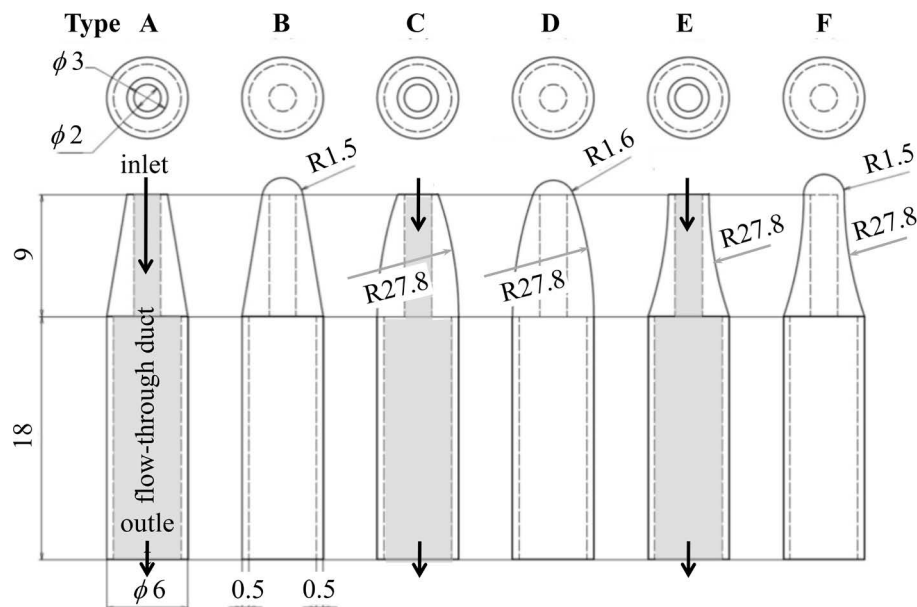 Type A B C D E F
ϕ3
ϕ2
inlet
R1.5
R1.6
R1.5
9
R27.8
R27.8
R27.8
R27.8
18
flow-through duct
outle
ϕ6
0.5
0.5